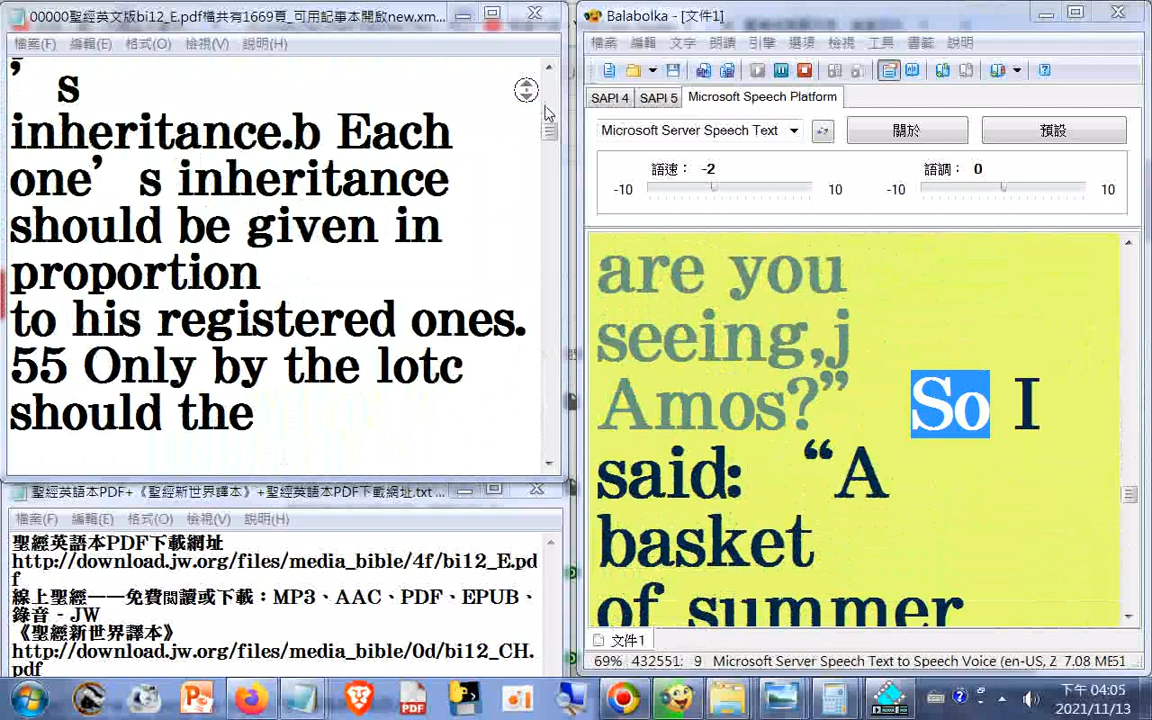 00000聖經英文版bi12_E.pdf檔共有1669頁_可用記事本開啟new.xm...
檔案(F) 編輯(E) 格式(O) 檢視(V) 說明(H)
’ s
inheritance.b Each
one’ s inheritance
should be given in
proportion
to his registered ones.
55 Only by the lotc
should the
聖經英語本PDF+《聖經新世界譯本》+聖經英語本PDF下載網址.txt ...
檔案(F) 編輯(E) 格式(O) 檢視(V) 說明(H)
聖經英語本PDF下載網址
http://download.jw.org/files/media_bible/4f/bi12_E.pd
f
線上聖經——免費閱讀或下載：MP3、AAC、PDF、EPUB、
錄音 - JW
《聖經新世界譯本》
http://download.jw.org/files/media_bible/0d/bi12_CH.
pdf
Balabolka - [文件1]
檔案 編輯 文字 朗讀 引擎 選項 檢視 工具 書籤 說明
SAPI 4 SAPI 5 Microsoft Speech Platform
Microsoft Server Speech Text 關於 預設
語速： -2 語調： 0
-10 10 -10 10
are you
seeing,j
Amos?” So I
said: “A
basket
of summer
文件1
69% 432551: 9 Microsoft Server Speech Text to Speech Voice (en-US, Z 7.08 ME51
PDF
下午 04:05
2021/11/13